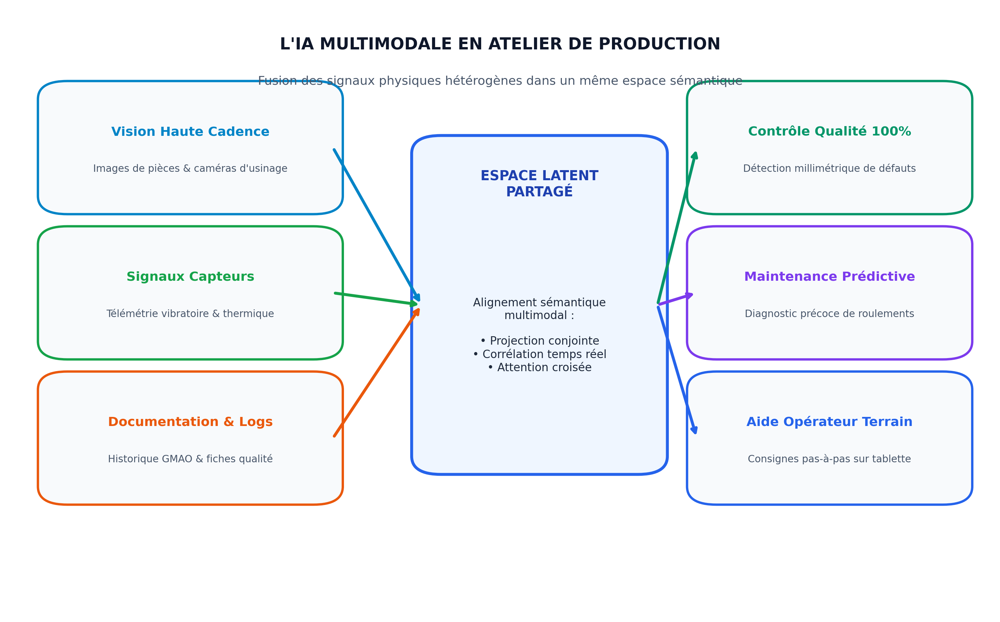 L'IA MULTIMODALE EN ATELIER DE PRODUCTION
Fusion des signaux physiques hétérogènes dans un même espace sémantique
Vision Haute Cadence
Images de pièces & caméras d'usinage
Signaux Capteurs
Télémétrie vibratoire & thermique
Documentation & Logs
Historique GMAO & fiches qualité
ESPACE LATENT
PARTAGÉ
Alignement sémantique
multimodal :
• Projection conjointe
• Corrélation temps réel
• Attention croisée
Contrôle Qualité 100%
Détection millimétrique de défauts
Maintenance Prédictive
Diagnostic précoce de roulements
Aide Opérateur Terrain
Consignes pas-à-pas sur tablette